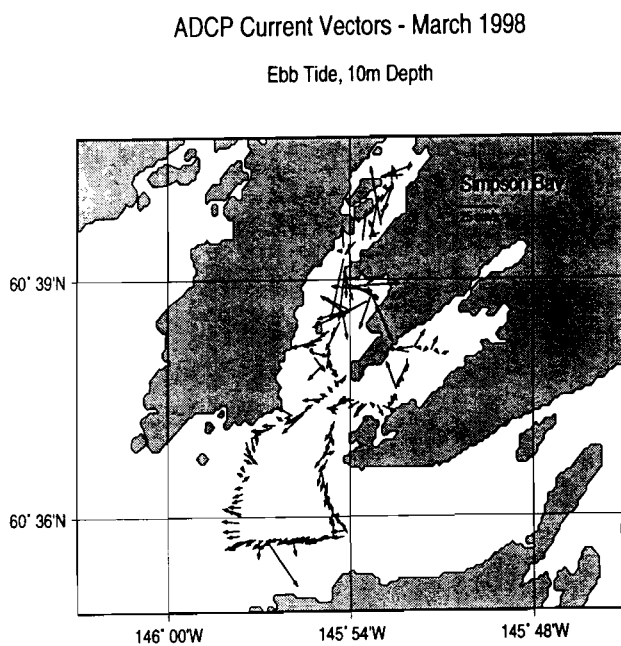 ADCP Current Vectors - March 1998
Ebb Tide, 10m Depth
Simpson Bay
60° 39'N
60° 36'N
146° 00'W
145° 54'W
145° 48'W